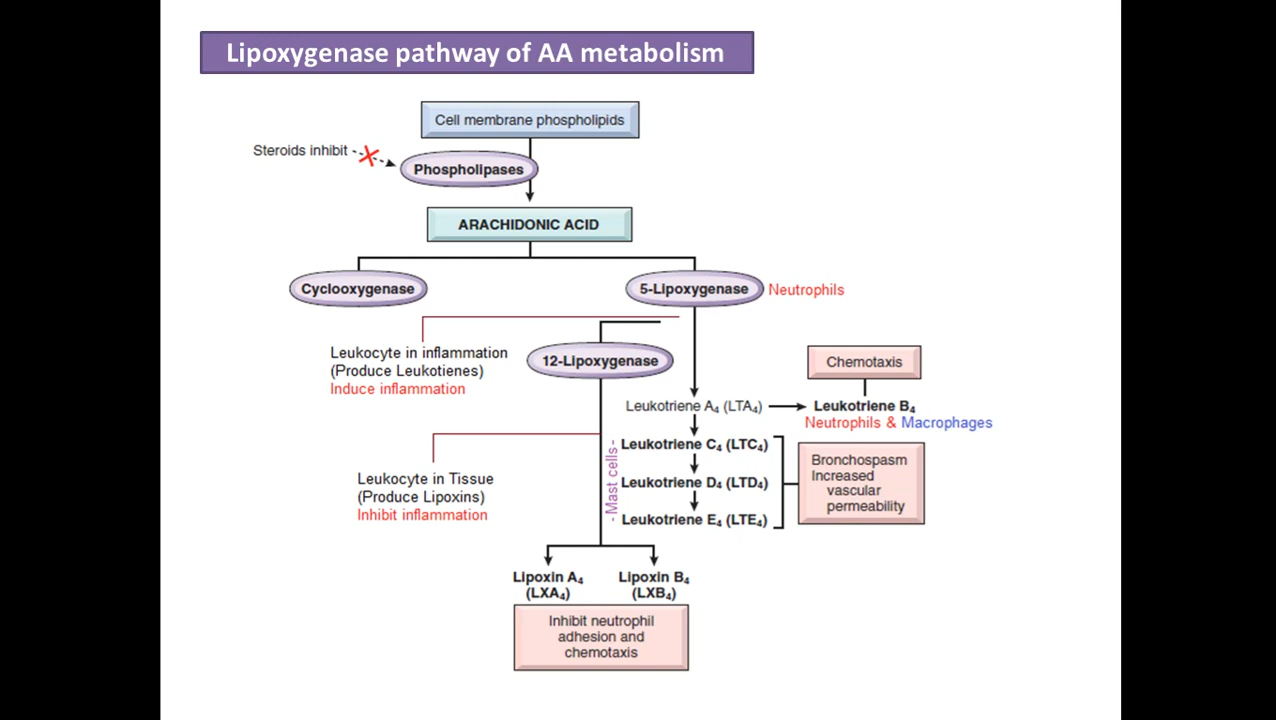 Lipoxygenase pathway of AA metabolism
Cell membrane phospholipids
Steroids inhibit
Phospholipases
ARACHIDONIC ACID
Cyclooxygenase
5-Lipoxygenase
Neutrophils
Leukocyte in inflammation
(Produce Leukotienes)
Induce inflammation
12-Lipoxygenase
Chemotaxis
Leukotriene A₄ (LTA₄)
Leukotriene B₄
Neutrophils & Macrophages
Leukotriene C₄ (LTC₄)
Leukotriene D₄ (LTD₄)
Leukotriene E₄ (LTE₄)
- Mast cells-
Bronchospasm
Increased
vascular
permeability
Leukocyte in Tissue
(Produce Lipoxins)
Inhibit inflammation
Lipoxin A₄
(LXA₄)
Lipoxin B₄
(LXB₄)
Inhibit neutrophil
adhesion and
chemotaxis